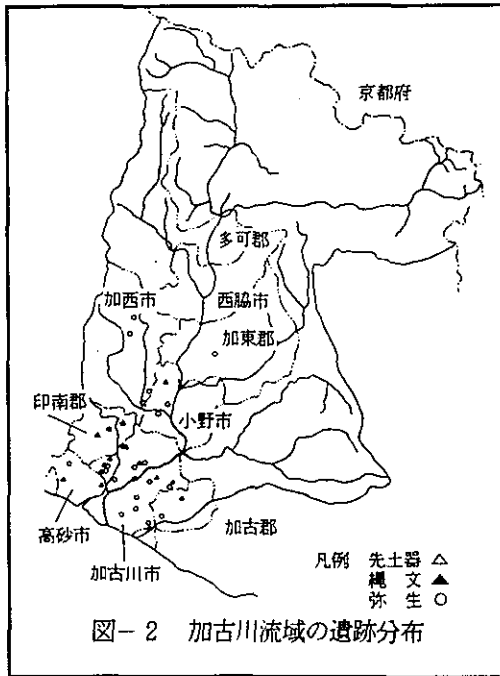 京都府
多可郡
加西市
西脇市
加東郡
印南郡
小野市
高砂市
加古郡
加古川市
凡例 先土器 △
縄文 ▲
弥生 ○
図-2 加古川流域の遺跡分布